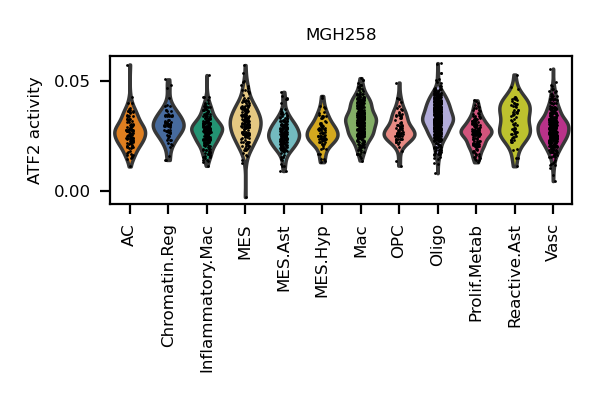 MGH258
ATF2 activity
0.05
0.00
AC
Chromatin.Reg
Inflammatory.Mac
MES
MES.Ast
MES.Hyp
Mac
OPC
Oligo
Prolif.Metab
Reactive.Ast
Vasc